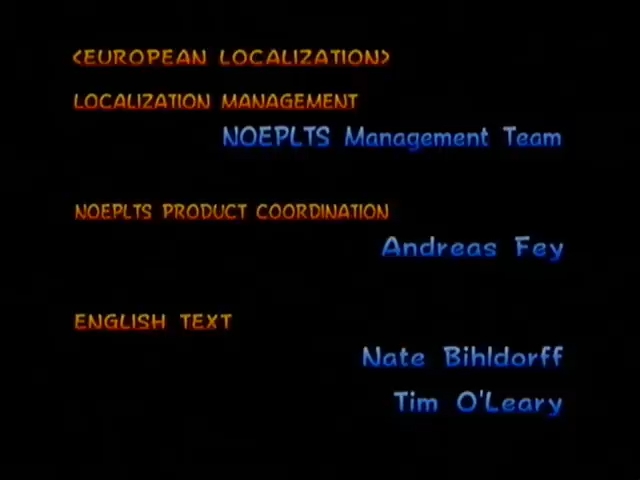 <EUROPEAN LOCALIZATION>
LOCALIZATION MANAGEMENT
NOEPLTS Management Team
NOEPLTS PRODUCT COORDINATION
Andreas Fey
ENGLISH TEXT
Nate Bihldorff
Tim O'Leary